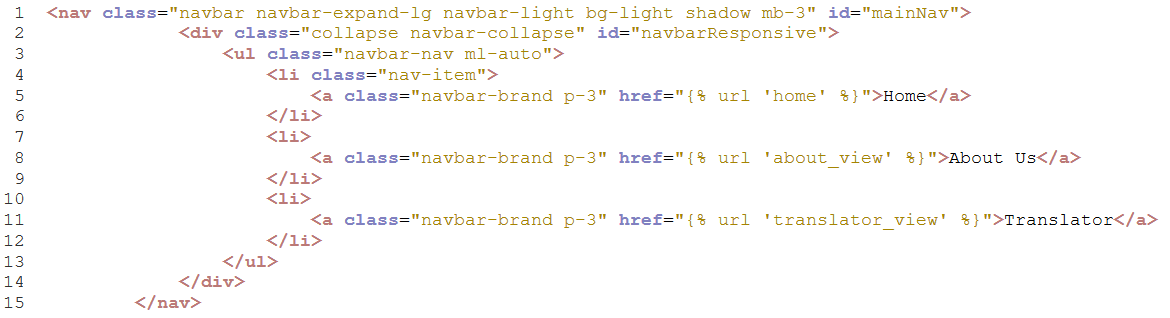 1 <nav class="navbar navbar-expand-lg navbar-light bg-light shadow mb-3" id="mainNav">
2 <div class="collapse navbar-collapse" id="navbarResponsive">
3 <ul class="navbar-nav ml-auto">
4 <li class="nav-item">
5 <a class="navbar-brand p-3" href="{% url 'home' %}">Home</a>
6 </li>
7 <li>
8 <a class="navbar-brand p-3" href="{% url 'about_view' %}">About Us</a>
9 </li>
10 <li>
11 <a class="navbar-brand p-3" href="{% url 'translator_view' %}">Translator</a>
12 </li>
13 </ul>
14 </div>
15 </nav>